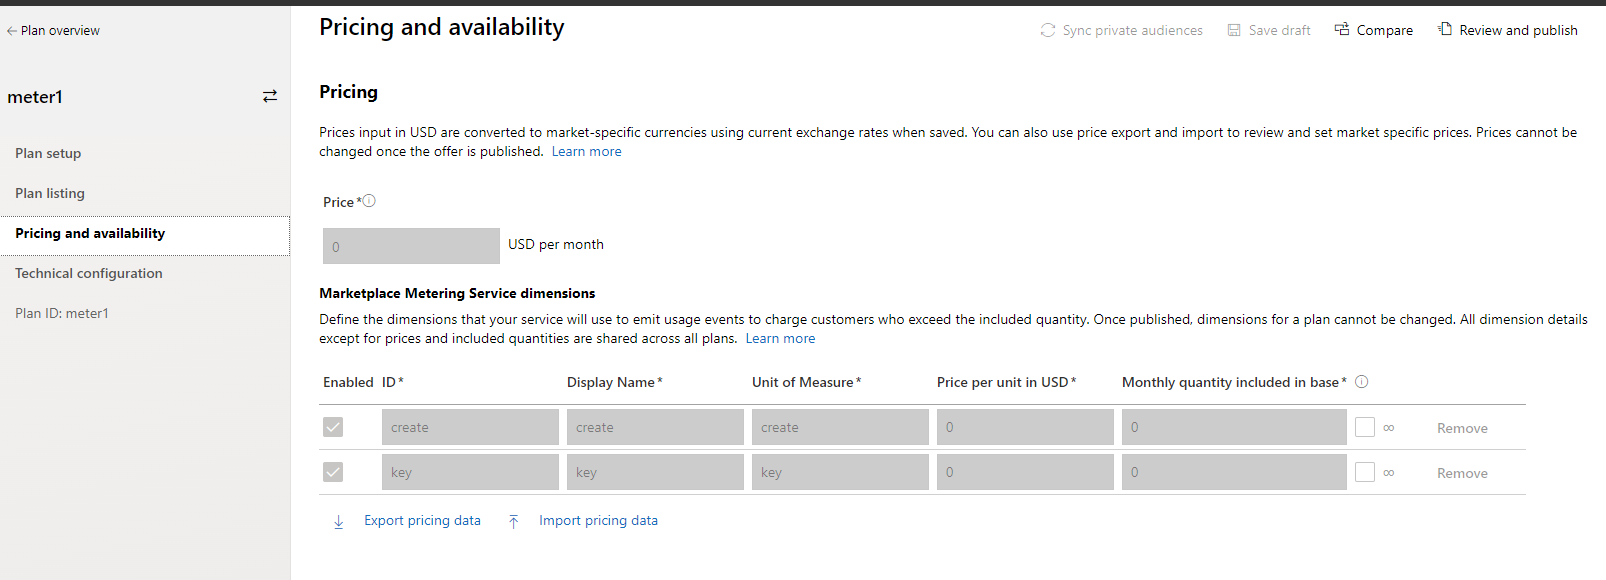 Plan overview
meter1
Plan setup
Plan listing
Pricing and availability
Technical configuration
Plan ID: meter1
Pricing and availability
Sync private audiences Save draft Compare Review and publish
Pricing
Prices input in USD are converted to market-specific currencies using current exchange rates when saved. You can also use price export and import to review and set market specific prices. Prices cannot be
changed once the offer is published. Learn more
Price *
0 USD per month
Marketplace Metering Service dimensions
Define the dimensions that your service will use to emit usage events to charge customers who exceed the included quantity. Once published, dimensions for a plan cannot be changed. All dimension details
except for prices and included quantities are shared across all plans. Learn more
Enabled ID * Display Name * Unit of Measure * Price per unit in USD * Monthly quantity included in base *
create create create 0 0 ∞ Remove
key key key 0 0 ∞ Remove
Export pricing data Import pricing data